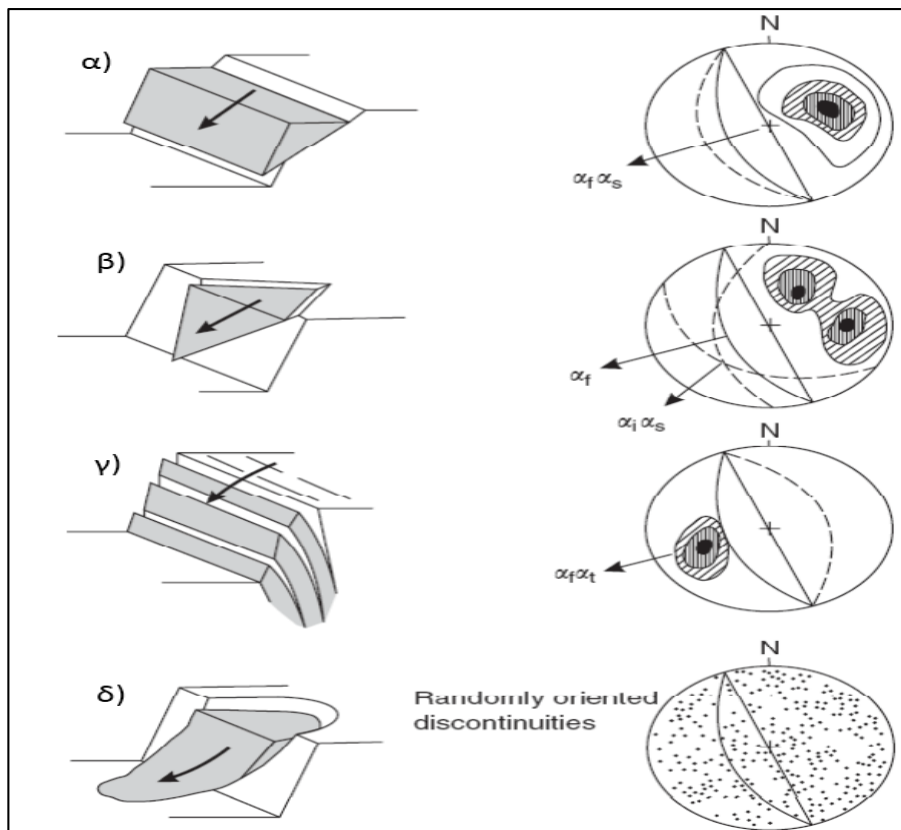 α)
N
α_f α_s
β)
N
α_f
α_i α_s
γ)
N
α_f α_t
δ)
N
Randomly oriented
discontinuities